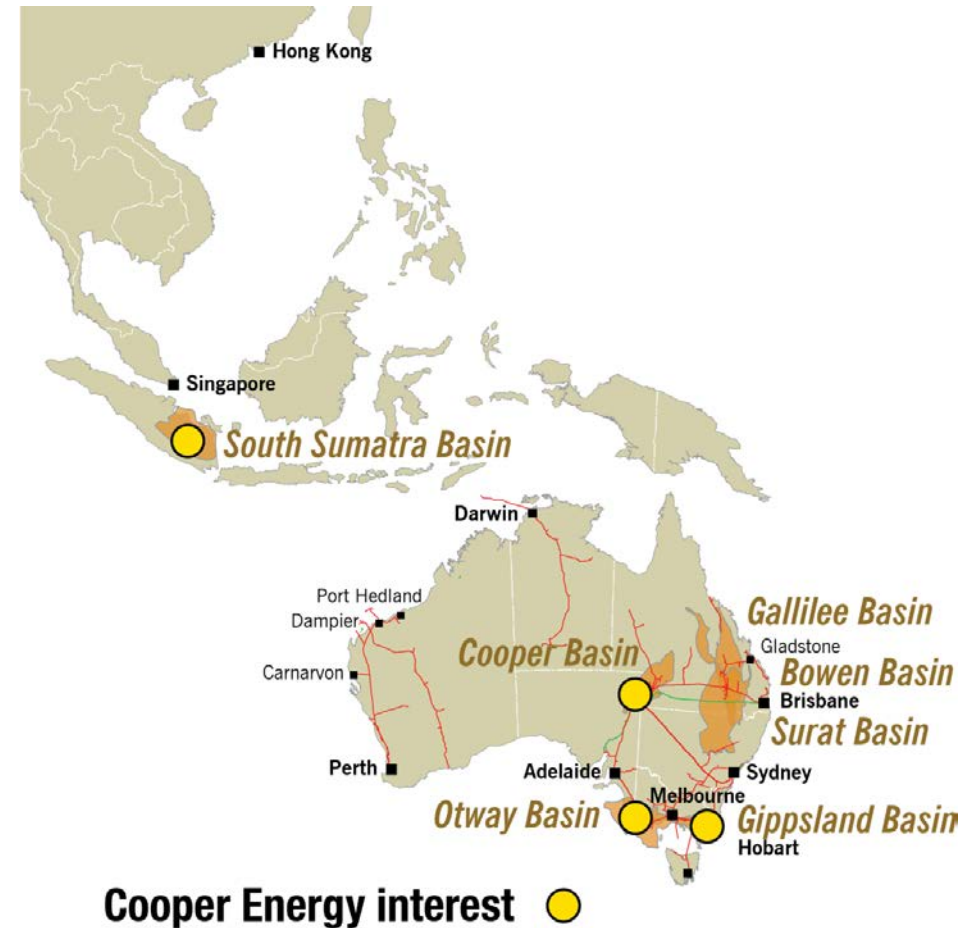 Hong Kong
Singapore
South Sumatra Basin
Darwin
Port Hedland
Dampier
Gallilee Basin
Gladstone
Cooper Basin
Carnarvon
Bowen Basin
Brisbane
Surat Basin
Perth
Adelaide
Sydney
Melbourne
Otway Basin
Gippsland Basin
Hobart
Cooper Energy interest